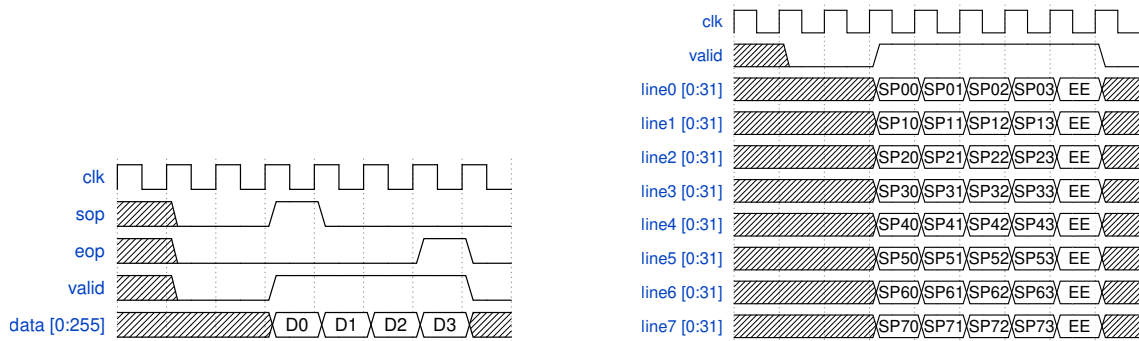 clk
sop
eop
valid
data [0:255] D0 D1 D2 D3
clk
valid
line0 [0:31] SP00 SP01 SP02 SP03 EE
line1 [0:31] SP10 SP11 SP12 SP13 EE
line2 [0:31] SP20 SP21 SP22 SP23 EE
line3 [0:31] SP30 SP31 SP32 SP33 EE
line4 [0:31] SP40 SP41 SP42 SP43 EE
line5 [0:31] SP50 SP51 SP52 SP53 EE
line6 [0:31] SP60 SP61 SP62 SP63 EE
line7 [0:31] SP70 SP71 SP72 SP73 EE